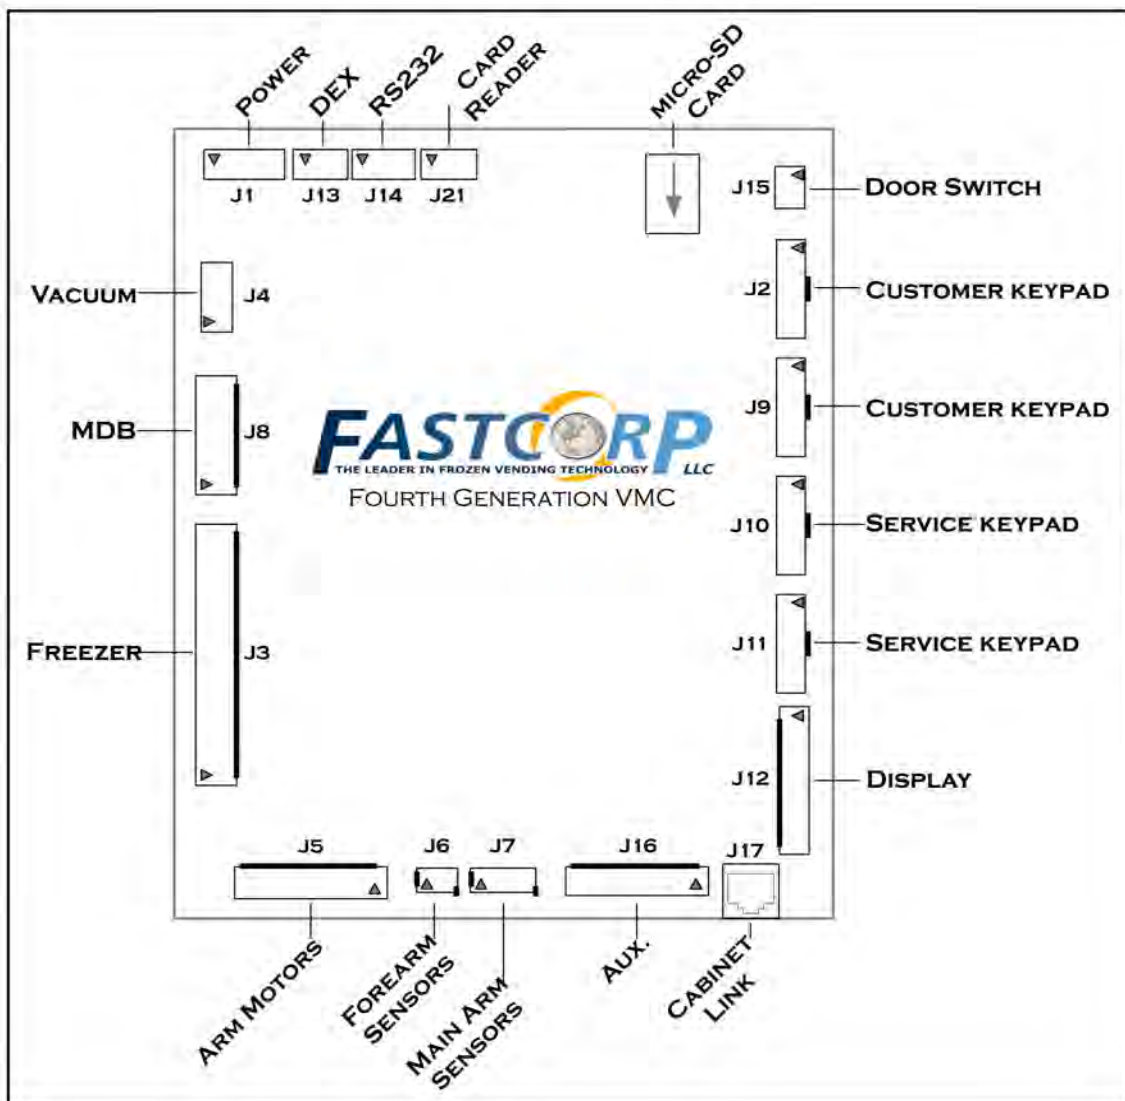 POWER
DEX
RS232
CARD
READER
MICRO-SD
CARD
J1
J13
J14
J21
J15
DOOR SWITCH
VACUUM
J4
J2
CUSTOMER KEYPAD
MDB
J8
J9
CUSTOMER KEYPAD
FASTCORP LLC
THE LEADER IN FROZEN VENDING TECHNOLOGY
FOURTH GENERATION VMC
J10
SERVICE KEYPAD
FREEZER
J3
J11
SERVICE KEYPAD
J12
DISPLAY
J5
J6
J7
J16
J17
ARM MOTORS
FOREARM
SENSORS
MAIN ARM
SENSORS
AUX.
CABINET
LINK